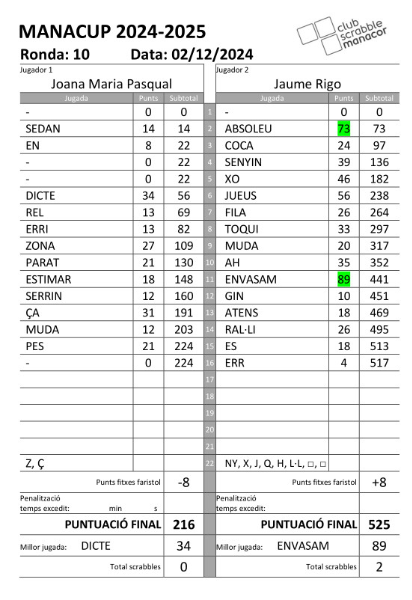 MANACUP 2024-2025
club
scrabble
manacor
Ronda: 10 Data: 02/12/2024
Jugador 1 Jugador 2
Joana Maria Pasqual Jaume Rigo
Jugada Punts Subtotal Jugada Punts Subtotal
- 0 0 1 - 0 0
SEDAN 14 14 2 ABSOLEU 73 73
EN 8 22 3 COCA 24 97
- 0 22 4 SENYIN 39 136
- 0 22 5 XO 46 182
DICTE 34 56 6 JUEUS 56 238
REL 13 69 7 FILA 26 264
ERRI 13 82 8 TOQUI 33 297
ZONA 27 109 9 MUDA 20 317
PARAT 21 130 10 AH 35 352
ESTIMAR 18 148 11 ENVASAM 89 441
SERRIN 12 160 12 GIN 10 451
ÇA 31 191 13 ATENS 18 469
MUDA 12 203 14 RAL·LI 26 495
PES 21 224 15 ES 18 513
- 0 224 16 ERR 4 517
17
18
19
20
21
Z, Ç 22 NY, X, J, Q, H, L·L, □, □
Punts fitxes faristol -8 Punts fitxes faristol +8
Penalització Penalització
temps excedit: min s temps excedit:
PUNTUACIÓ FINAL 216 PUNTUACIÓ FINAL 525
Millor jugada: DICTE 34 Millor jugada: ENVASAM 89
Total scrabbles 0 Total scrabbles 2